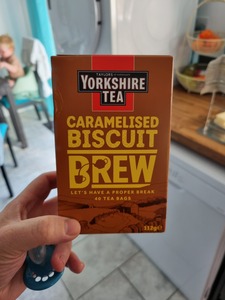 TAYLORS
YORKSHIRE
TEA
CARAMELISED
BISCUIT
BREW
LET'S HAVE A PROPER BREAK
40 TEA BAGS
112g e